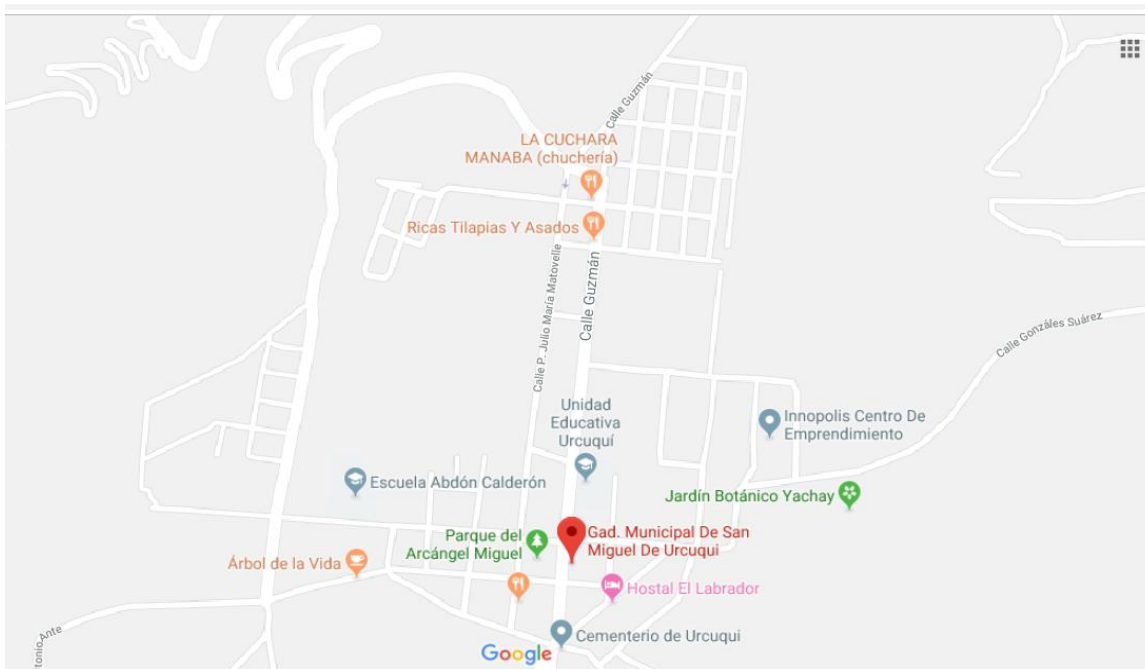 Calle Guzmán
LA CUCHARA
MANABA (chuchería)
Ricas Tilapias Y Asados
Calle P. Julio María Matovelle
Calle Guzmán
Calle Gonzáles Suárez
Unidad
Educativa
Urcuquí
Innopolis Centro De
Emprendimiento
Escuela Abdón Calderón
Jardín Botánico Yachay
Parque del
Arcángel Miguel
Gad. Municipal De San
Miguel De Urcuqui
Árbol de la Vida
Hostal El Labrador
tonio Ante
Cementerio de Urcuqui
Google